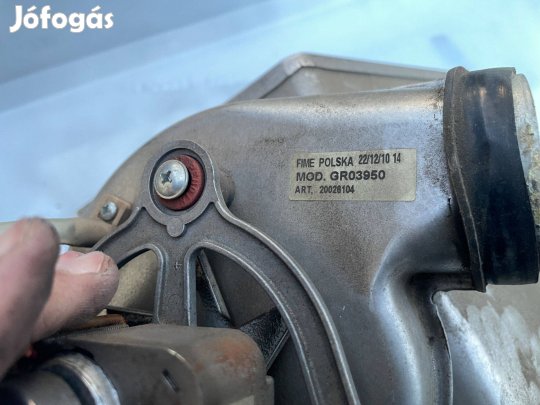 Jófogás
FIME POLSKA 22/12/10 14
MOD. GR03950
ART. 20028104